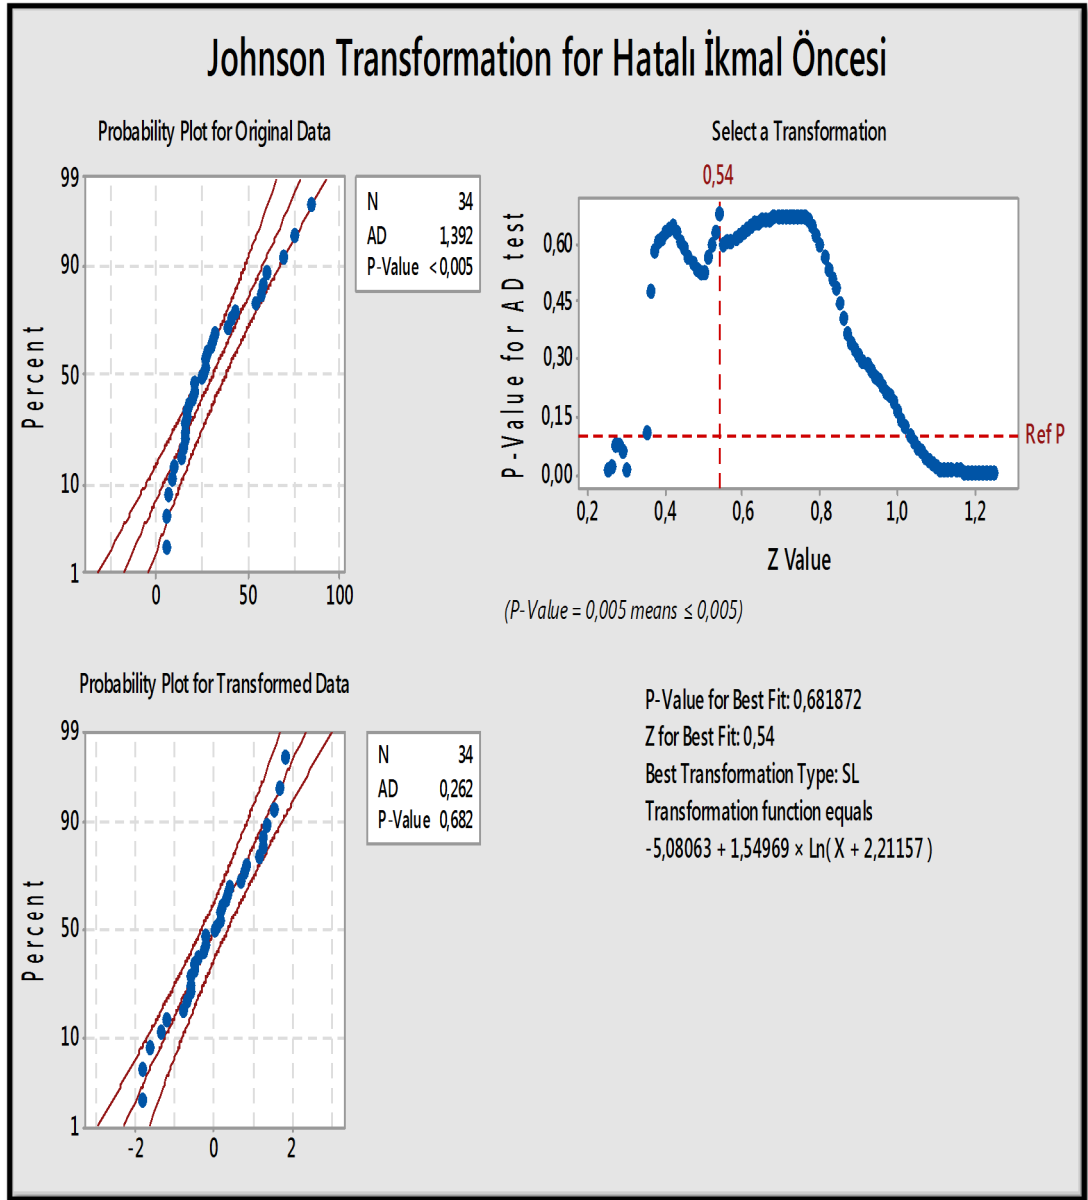 Johnson Transformation for Hatalı İkmal Öncesi
Probability Plot for Original Data
99
90
50
10
1
Percent
0 50 100
N 34
AD 1,392
P-Value <0,005
Select a Transformation
0,54
0,60
0,45
0,30
0,15
0,00
P-Value for AD test
Ref P
0,2 0,4 0,6 0,8 1,0 1,2
Z Value
(P-Value = 0,005 means ≤ 0,005)
Probability Plot for Transformed Data
99
90
50
10
1
Percent
-2 0 2
N 34
AD 0,262
P-Value 0,682
P-Value for Best Fit: 0,681872
Z for Best Fit: 0,54
Best Transformation Type: SL
Transformation function equals
-5,08063 + 1,54969 × Ln( X + 2,21157 )